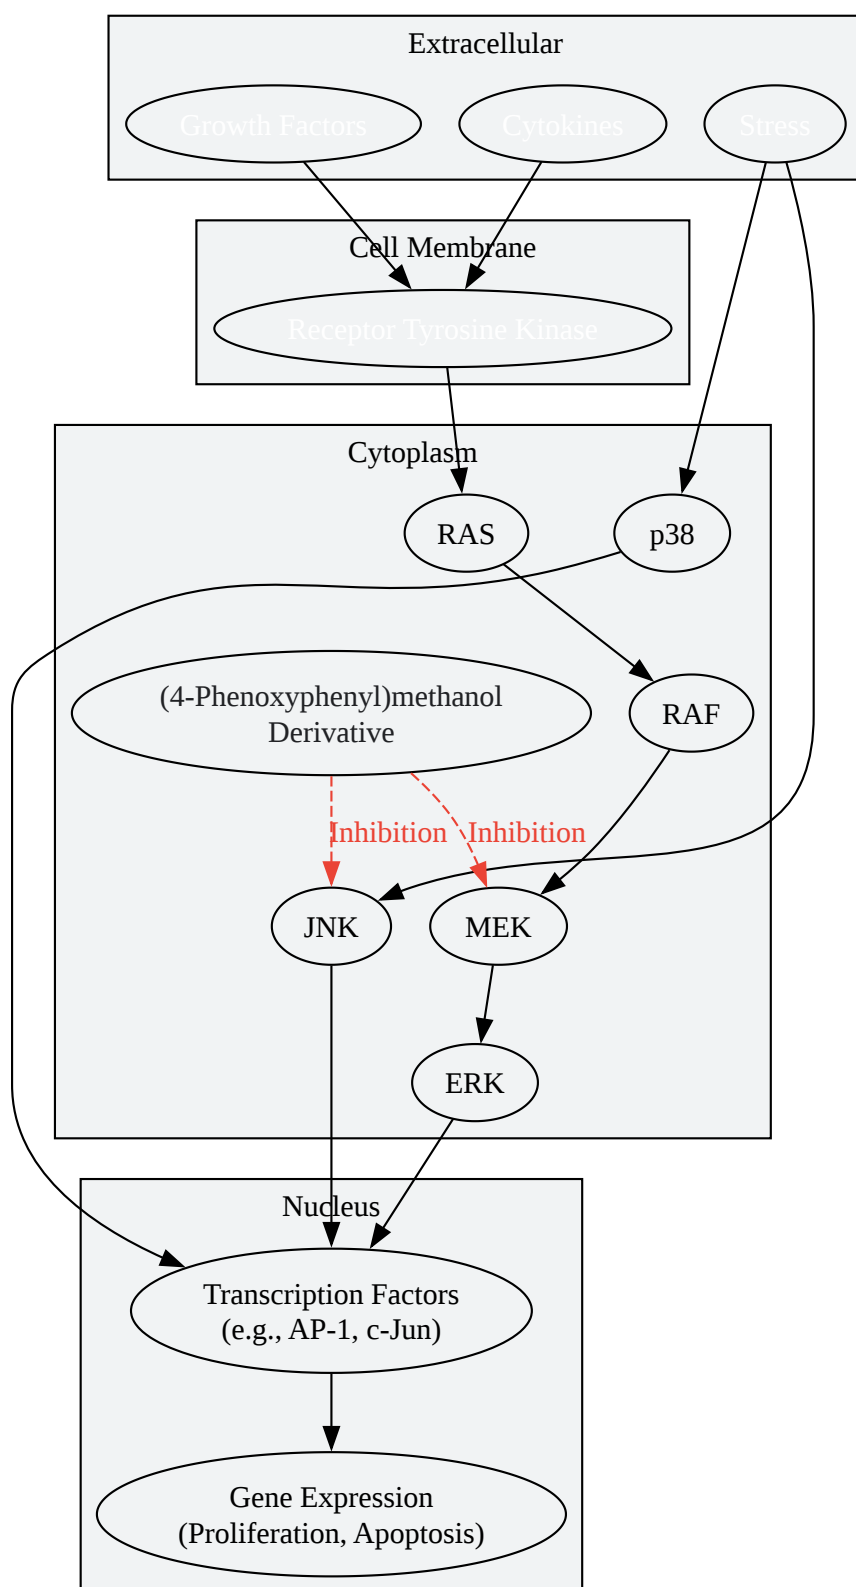 Extracellular
Growth Factors
Cytokines
Stress
Cell Membrane
Receptor Tyrosine Kinase
Cytoplasm
RAS
p38
(4-Phenoxyphenyl)methanol
Derivative
RAF
Inhibition
Inhibition
JNK
MEK
ERK
Nucleus
Transcription Factors
(e.g., AP-1, c-Jun)
Gene Expression
(Proliferation, Apoptosis)